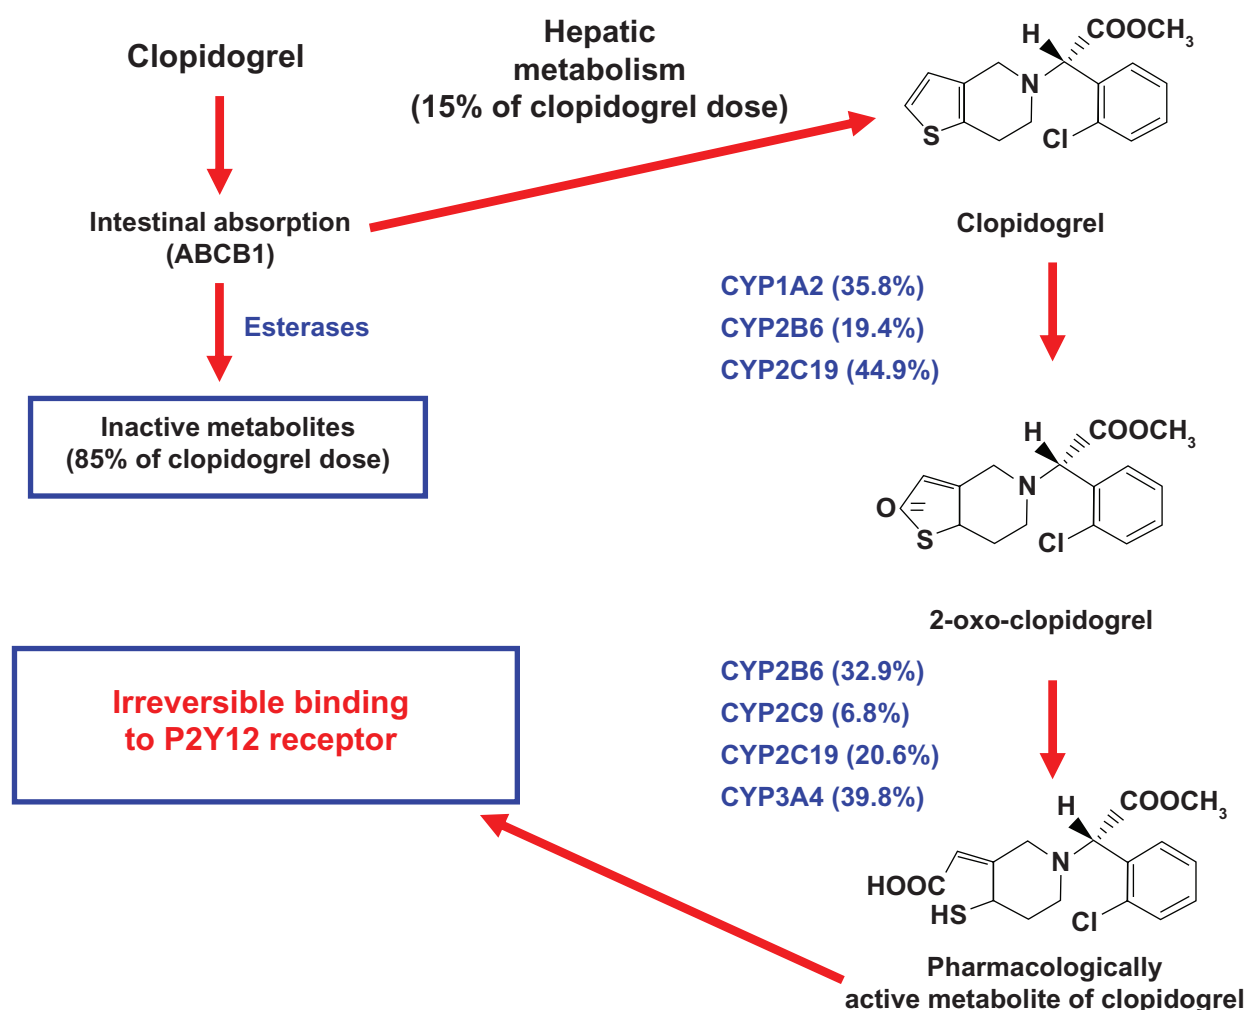 Clopidogrel
Hepatic
metabolism
(15% of clopidogrel dose)
H
COOCH3
N
S
Cl
Intestinal absorption
(ABCB1)
Clopidogrel
Esterases
CYP1A2 (35.8%)
CYP2B6 (19.4%)
CYP2C19 (44.9%)
Inactive metabolites
(85% of clopidogrel dose)
H
COOCH3
N
O
S
Cl
2-oxo-clopidogrel
Irreversible binding
to P2Y12 receptor
CYP2B6 (32.9%)
CYP2C9 (6.8%)
CYP2C19 (20.6%)
CYP3A4 (39.8%)
H
COOCH3
N
HOOC
HS
Cl
Pharmacologically
active metabolite of clopidogrel